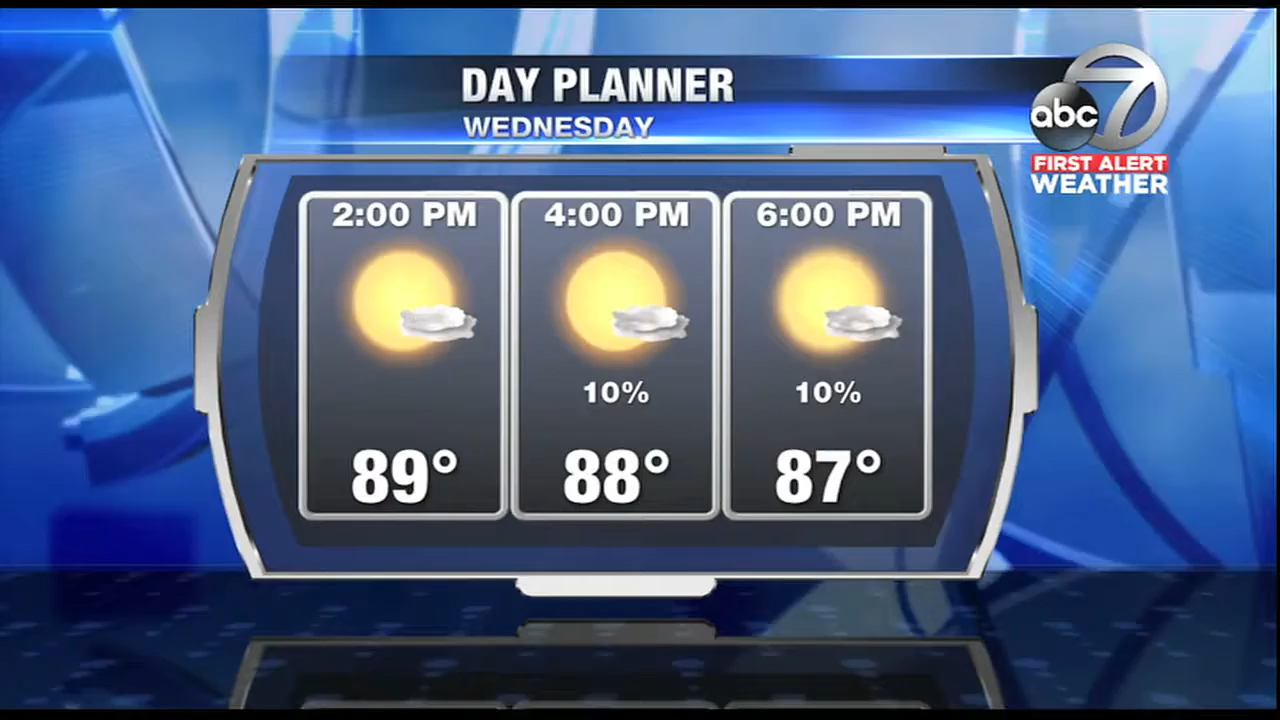 DAY PLANNER
WEDNESDAY
abc 7
FIRST ALERT
WEATHER
2:00 PM
4:00 PM
6:00 PM
10%
10%
89°
88°
87°